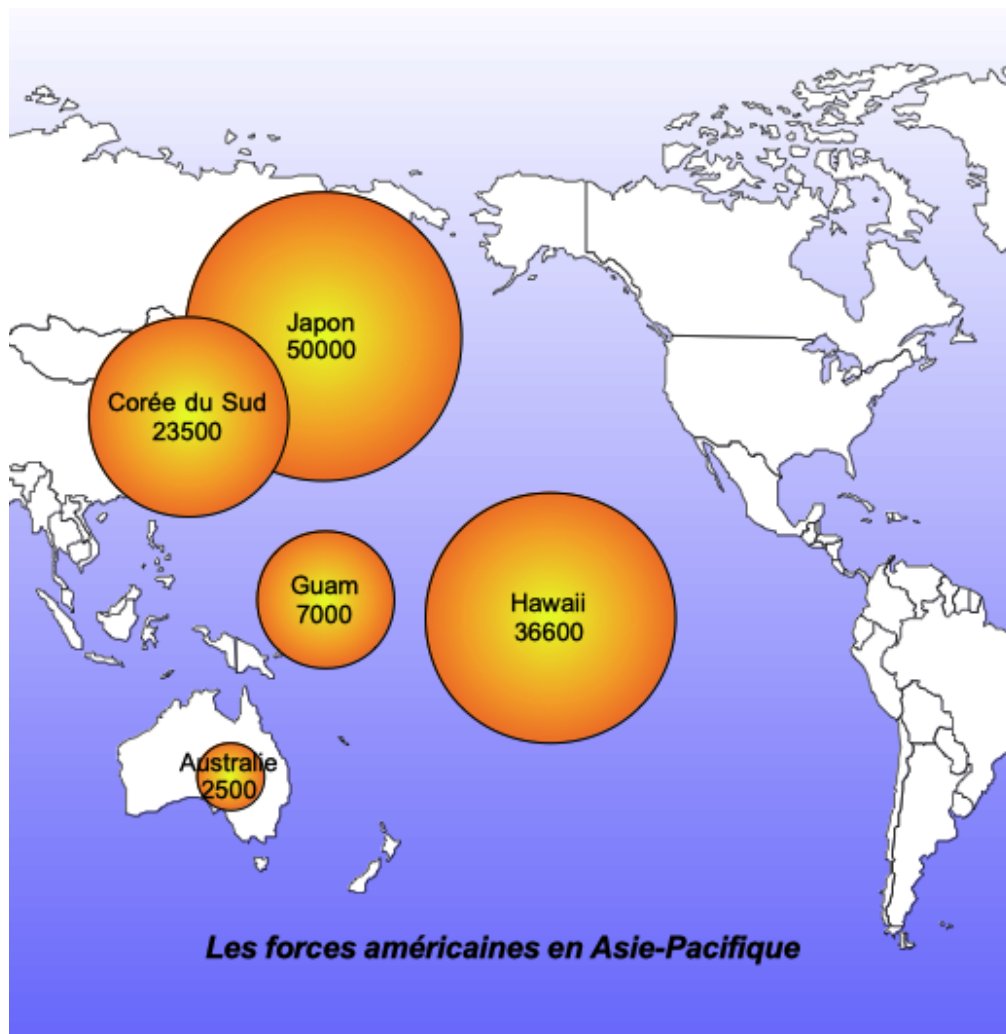 Japon
50000
Corée du Sud
23500
Guam
7000
Hawaii
36600
Australie
2500
Les forces américaines en Asie-Pacifique